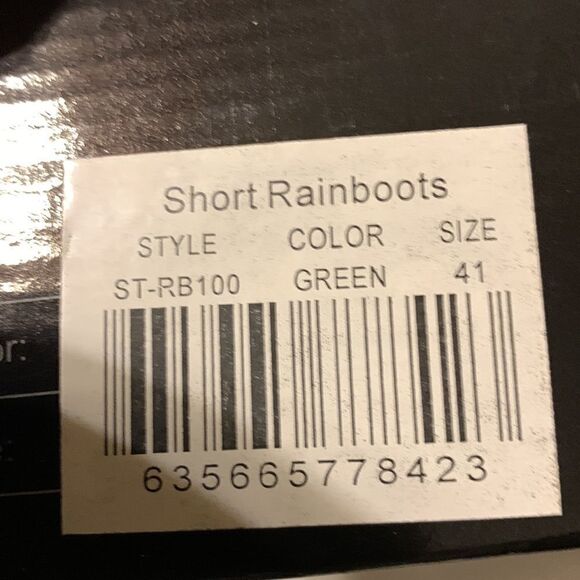 Short Rainboots
STYLE COLOR SIZE
ST-RB100 GREEN 41
635665778423